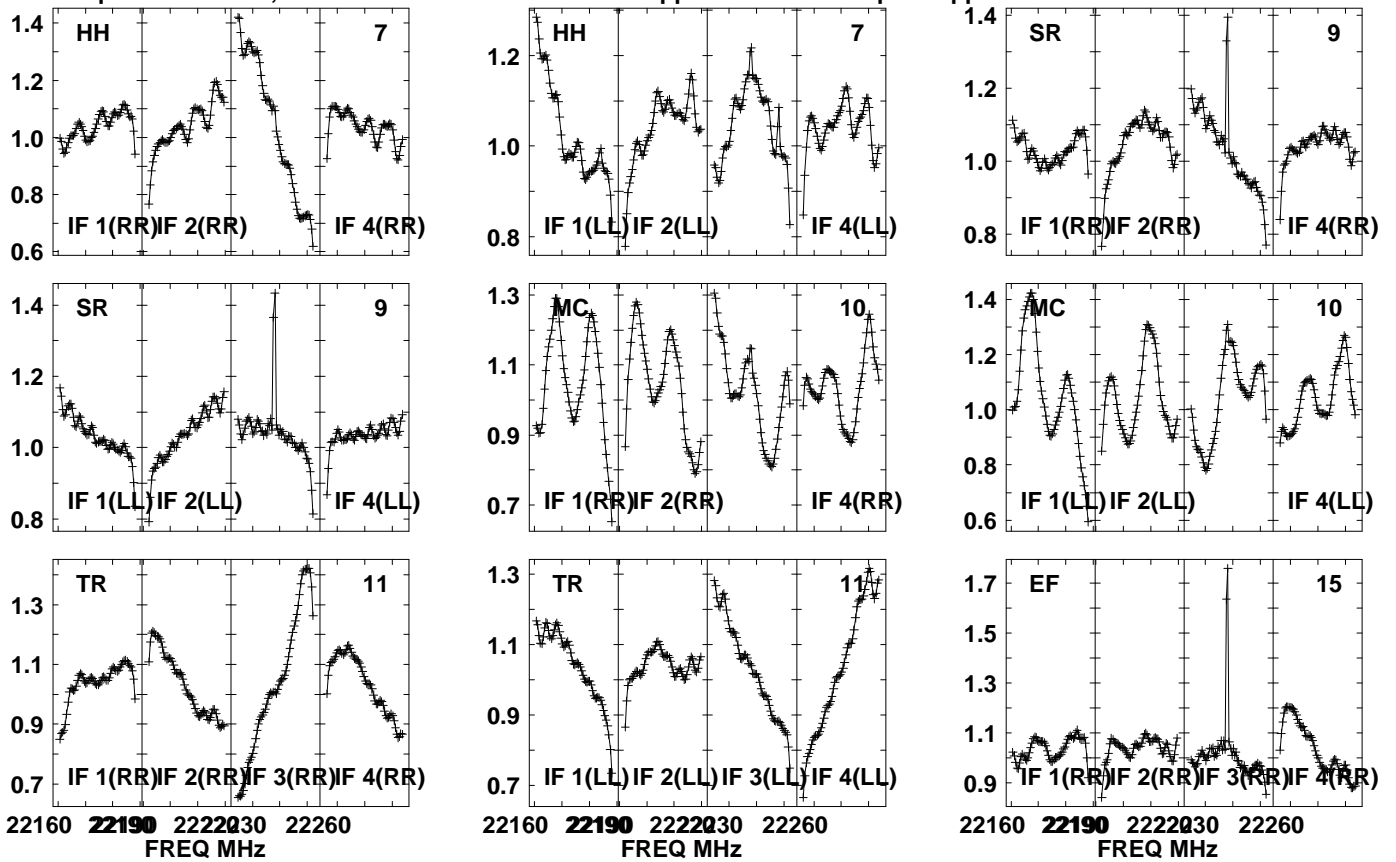 HH 7
1.4
1.2
1.0
0.8
0.6
IF 1(RR) IF 2(RR) IF 4(RR)
HH 7
1.2
1.0
0.8
IF 1(LL) IF 2(LL) IF 4(LL)
SR 9
1.4
1.2
1.0
0.8
IF 1(RR) IF 2(RR) IF 4(RR)
SR 9
1.4
1.2
1.0
0.8
IF 1(LL) IF 2(LL) IF 4(LL)
MC 10
1.3
1.1
0.9
0.7
IF 1(RR) IF 2(RR) IF 4(RR)
MC 10
1.4
1.2
1.0
0.8
0.6
IF 1(LL) IF 2(LL) IF 4(LL)
TR 11
1.3
1.1
0.9
0.7
IF 1(RR) IF 2(RR) IF 3(RR) IF 4(RR)
22160 22190 22220 22230 22260
FREQ MHz
TR 11
1.3
1.1
0.9
0.7
IF 1(LL) IF 2(LL) IF 3(LL) IF 4(LL)
22160 22190 22220 22230 22260
FREQ MHz
EF 15
1.7
1.5
1.3
1.1
0.9
IF 1(RR) IF 2(RR) IF 3(RR) IF 4(RR)
22160 22190 22220 22230 22260
FREQ MHz